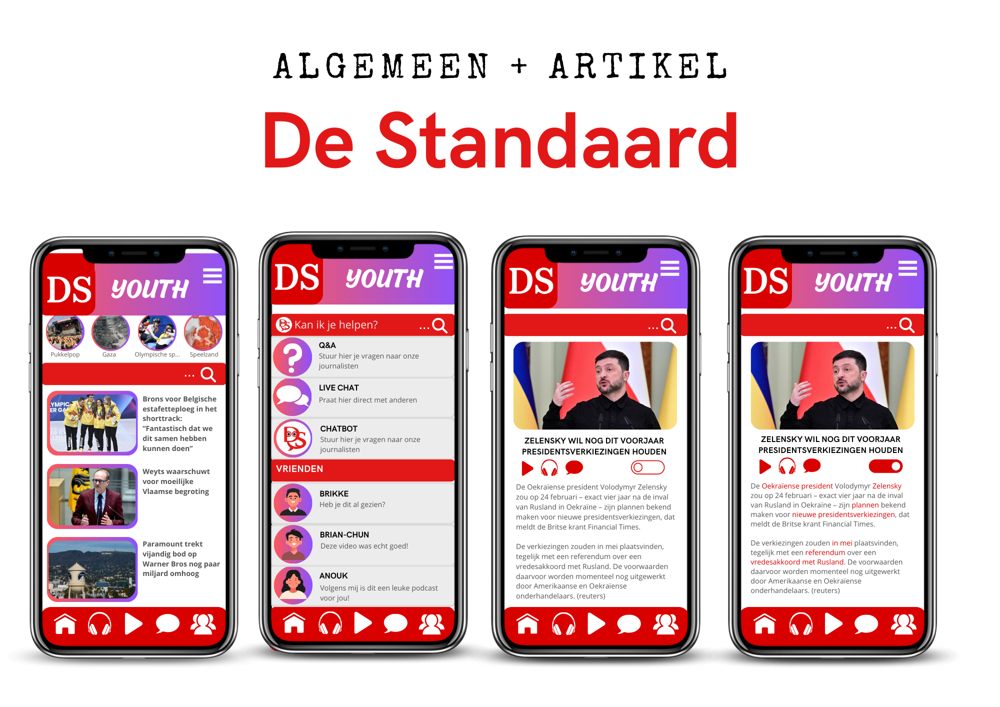 ALGEMEEN + ARTIKEL
De Standaard
DS YOUTH
Pukkelpop
Gaza
Olympische sp...
Speelzand
...
YMPIC
ER GA
Brons voor Belgische
estafetteploeg in het
shorttrack:
“Fantastisch dat we
dit samen hebben
kunnen doen”
Weyts waarschuwt
voor moeilijke
Vlaamse begroting
Paramount trekt
vijandig bod op
Warner Bros nog paar
miljard omhoog
DS YOUTH
DS Kan ik je helpen? ...
Q&A
Stuur hier je vragen naar onze
journalisten
LIVE CHAT
Praat hier direct met anderen
DS
CHATBOT
Stuur hier je vragen naar onze
journalisten
VRIENDEN
BRIKKE
Heb je dit al gezien?
BRIAN-CHUN
Deze video was echt goed!
ANOUK
Volgens mij is dit een leuke podcast
voor jou!
DS YOUTH
...
ZELENSKY WIL NOG DIT VOORJAAR
PRESIDENTSVERKIEZINGEN HOUDEN
De Oekraïense president Volodymyr Zelensky
zou op 24 februari – exact vier jaar na de inval
van Rusland in Oekraïne – zijn plannen bekend
maken voor nieuwe presidentsverkiezingen, dat
meldt de Britse krant Financial Times.
De verkiezingen zouden in mei plaatsvinden,
tegelijk met een referendum over een
vredesakkoord met Rusland. De voorwaarden
daarvoor worden momenteel nog uitgewerkt
door Amerikaanse en Oekraïense
onderhandelaars. (reuters)
DS YOUTH
...
ZELENSKY WIL NOG DIT VOORJAAR
PRESIDENTSVERKIEZINGEN HOUDEN
De Oekraïense president Volodymyr Zelensky
zou op 24 februari – exact vier jaar na de inval
van Rusland in Oekraïne – zijn plannen bekend
maken voor nieuwe presidentsverkiezingen, dat
meldt de Britse krant Financial Times.
De verkiezingen zouden in mei plaatsvinden,
tegelijk met een referendum over een
vredesakkoord met Rusland. De voorwaarden
daarvoor worden momenteel nog uitgewerkt
door Amerikaanse en Oekraïense
onderhandelaars. (reuters)